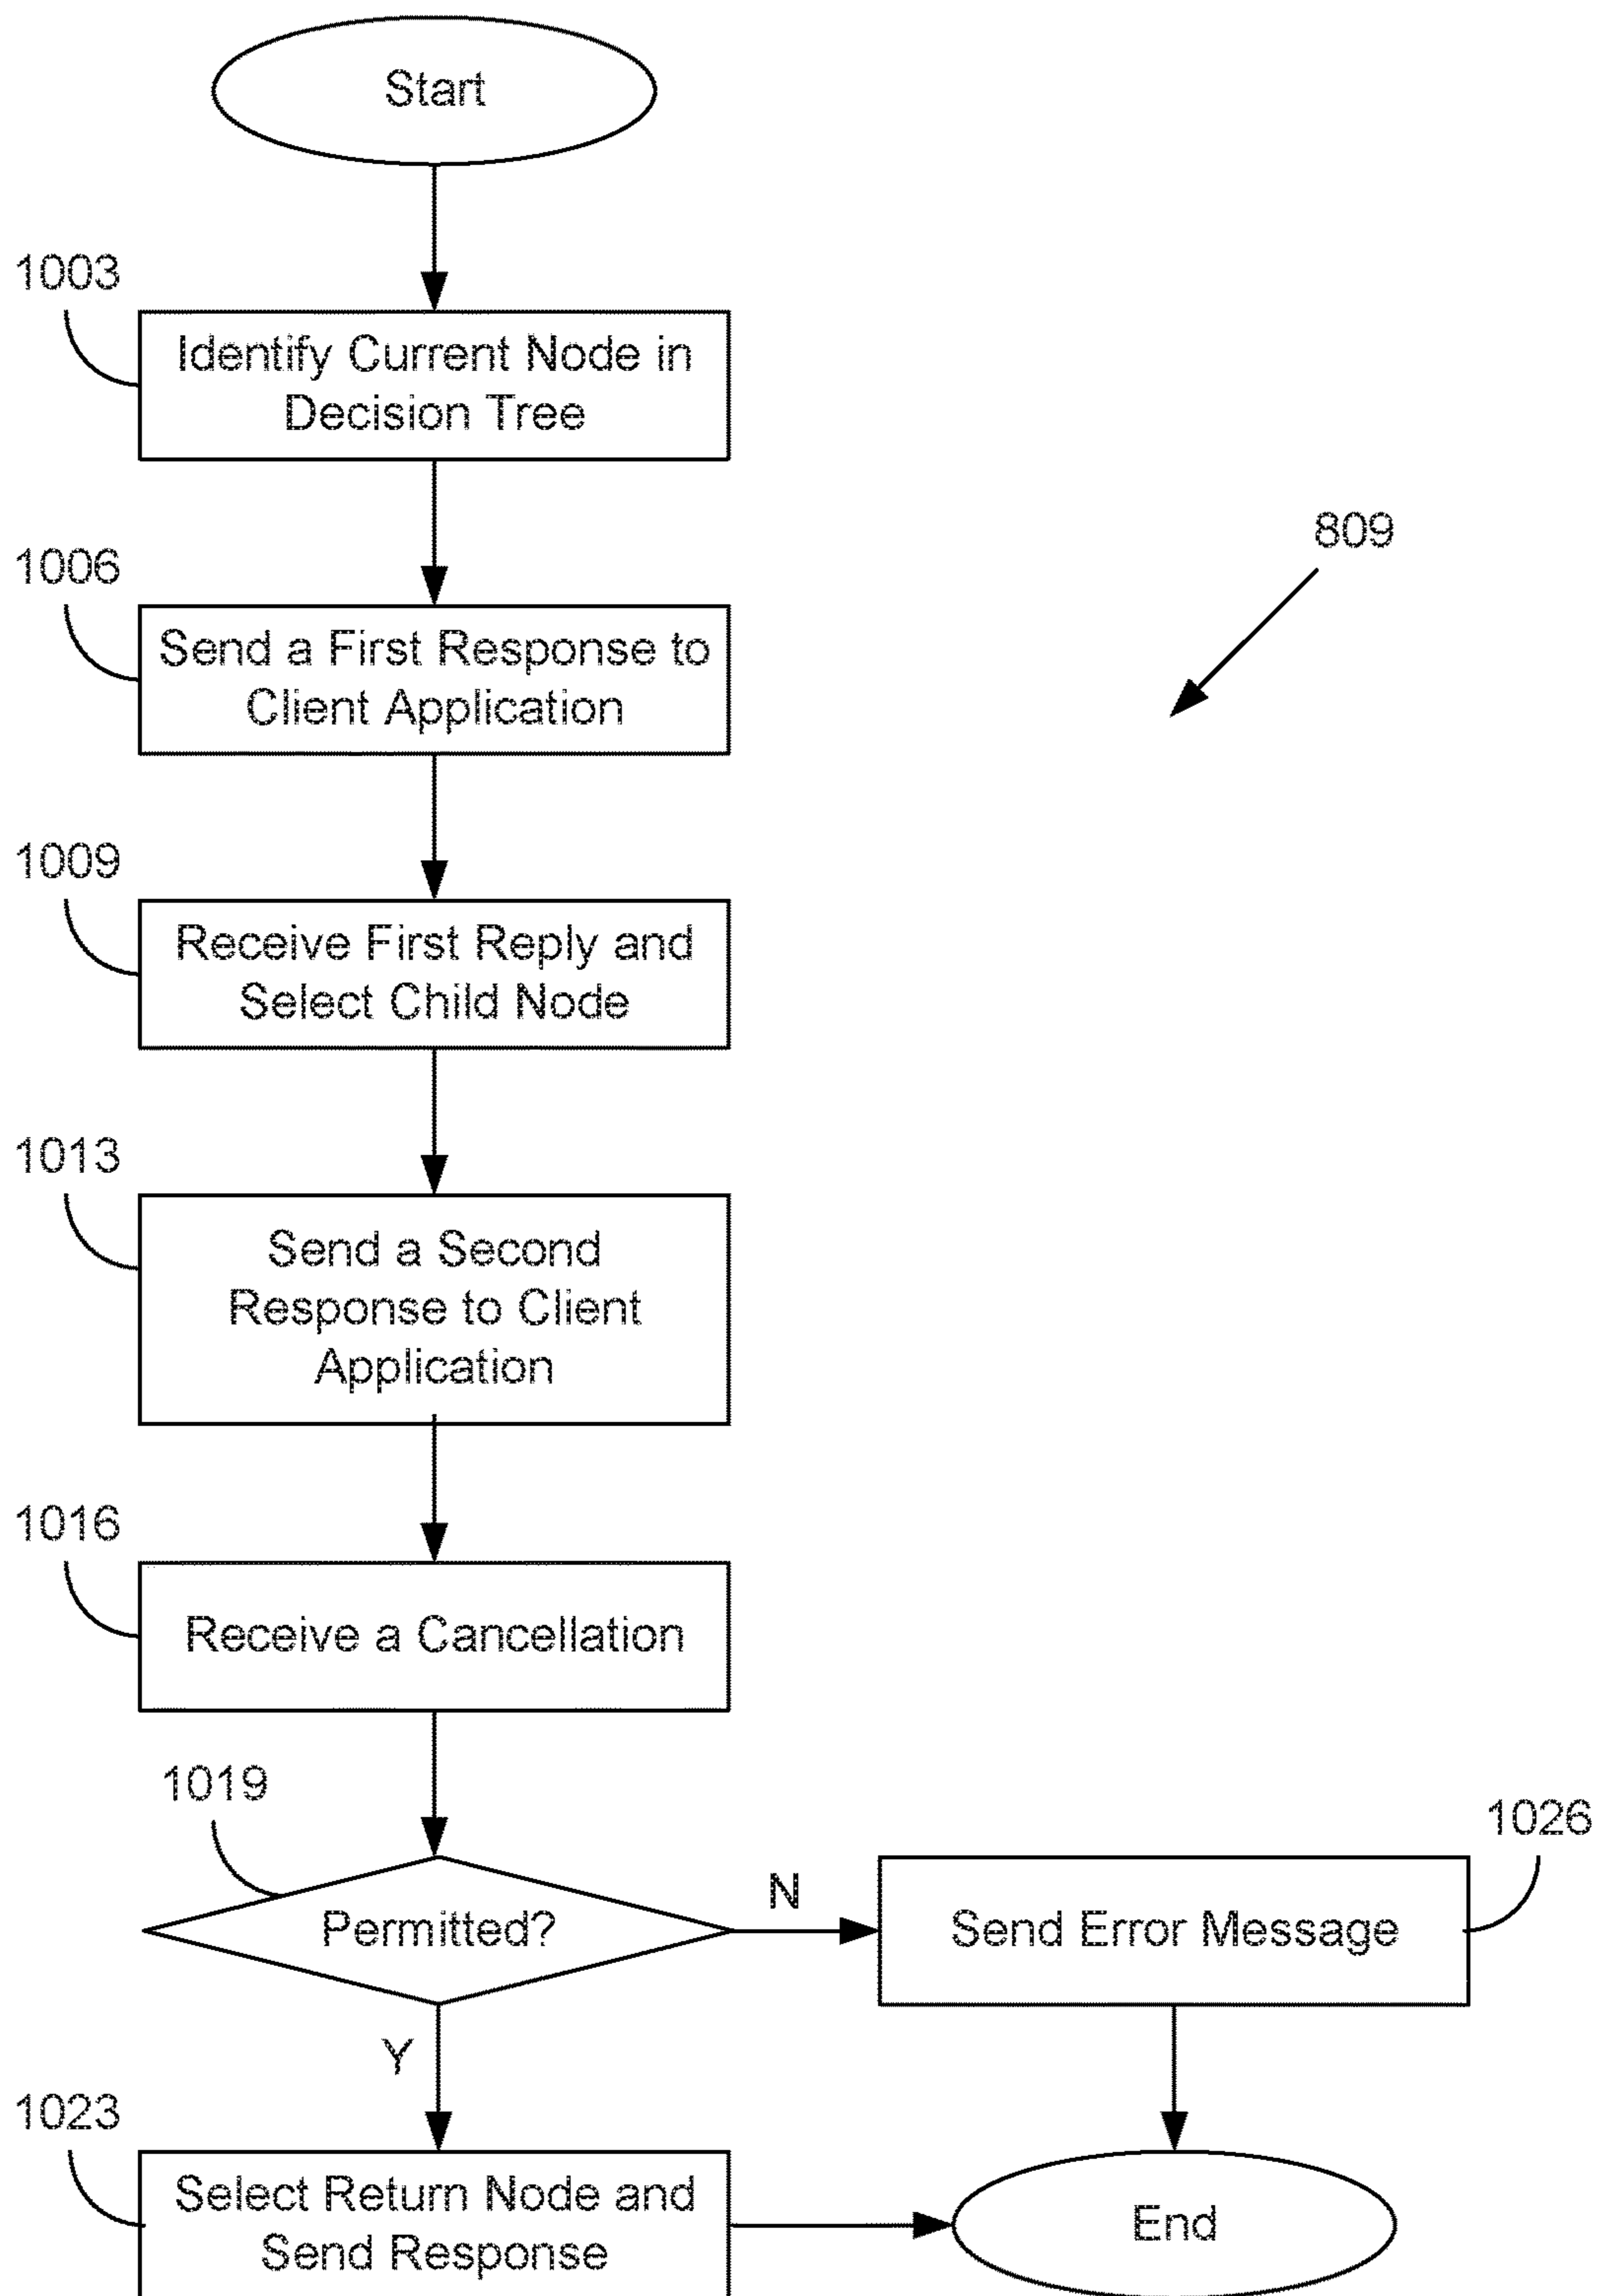 Start
1003
Identify Current Node in
Decision Tree
809
1006
Send a First Response to
Client Application
1009
Receive First Reply and
Select Child Node
1013
Send a Second
Response to Client
Application
1016
Receive a Cancellation
1019
Permitted?
N
1026
Send Error Message
Y
1023
Select Return Node and
Send Response
End